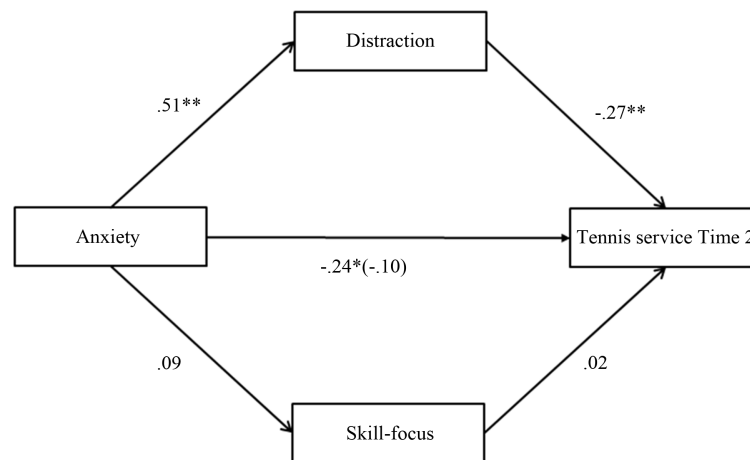 Distraction
.51**
-.27**
Anxiety
Tennis service Time 2
-.24*(-.10)
.09
.02
Skill-focus